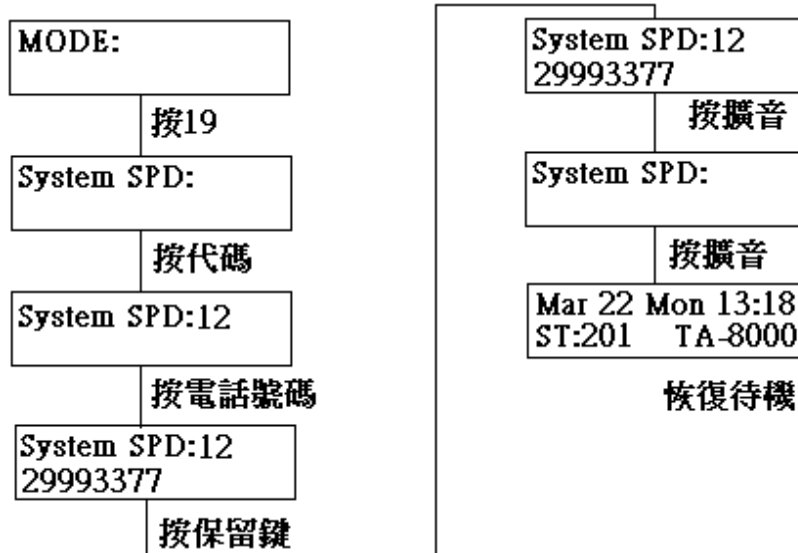 MODE:
按19
System SPD:
按代碼
System SPD:12
按電話號碼
System SPD:12
29993377
按保留鍵
System SPD:12
29993377
按擴音
System SPD:
按擴音
Mar 22 Mon 13:18
ST:201 TA-8000
恢復待機